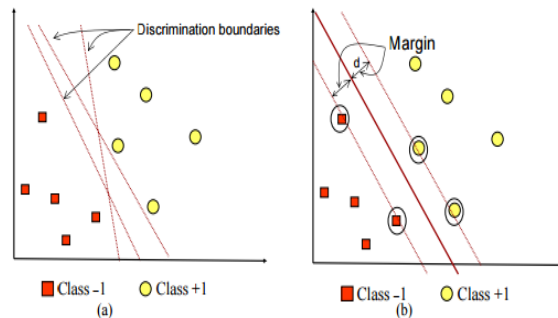 Discrimination boundaries
Class –1
Class +1
(a)
Margin
d
Class –1
Class +1
(b)